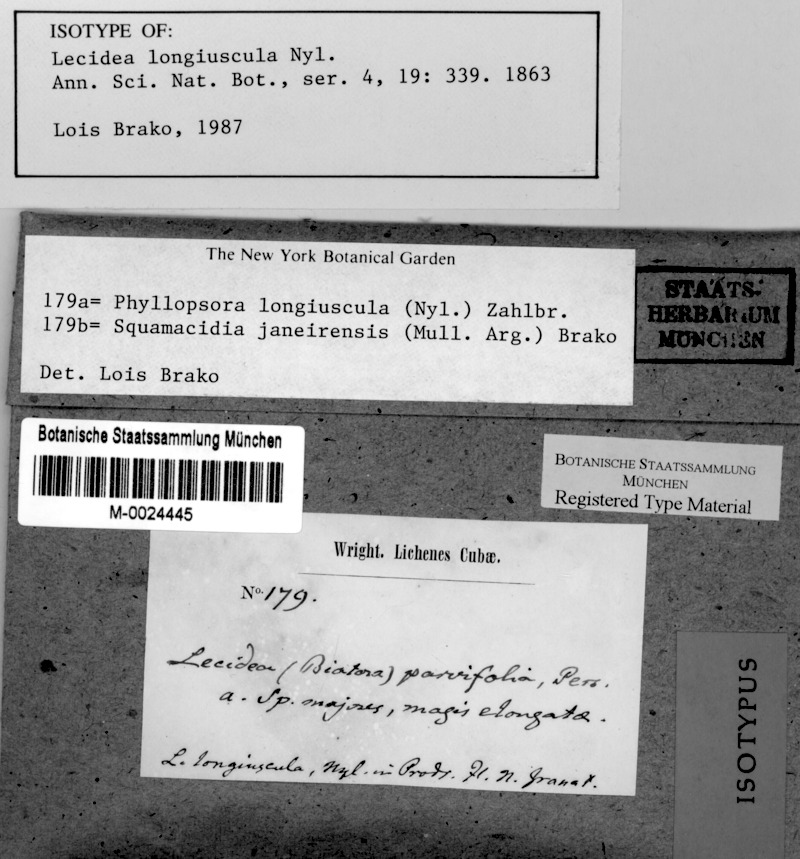 ISOTYPE OF:
Lecidea longiuscula Nyl.
Ann. Sci. Nat. Bot., ser. 4, 19: 339. 1863
Lois Brako, 1987
The New York Botanical Garden
179a= Phyllopsora longiuscula (Nyl.) Zahlbr.
179b= Squamacidia janeirensis (Mull. Arg.) Brako
Det. Lois Brako
STAATS-
HERBARIUM
MÜNCHEN
Botanische Staatssammlung München
M-0024445
BOTANISCHE STAATSSAMMLUNG
MÜNCHEN
Registered Type Material
Wright. Lichenes Cubæ.
No. 179.
Lecidea (Biatora) parvifolia, Pers.
a. Sp. majores, magis elongatæ.
L. longiuscula, Nyl. in Prodr. Fl. N. Granat.
ISOTYPUS